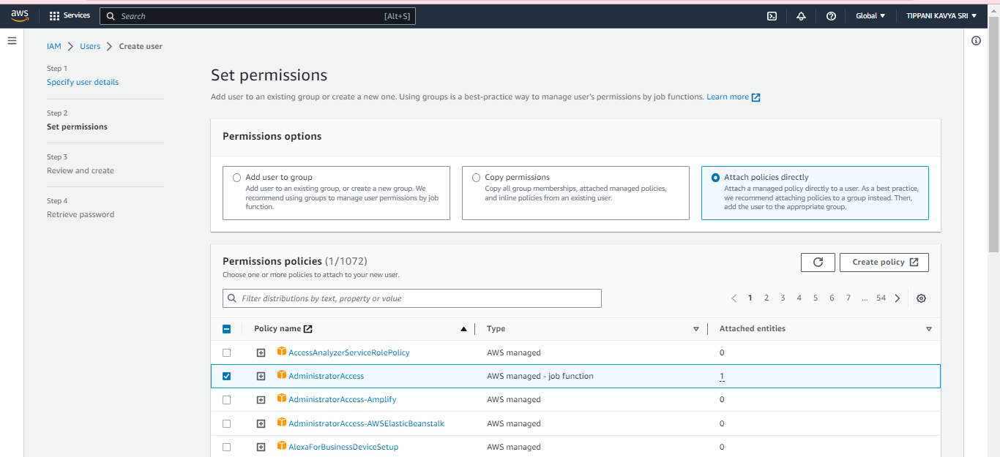 aws
Services
Search
[Alt+S]
Global
TIPPANI KAVYA SRI
IAM
Users
Create user
Step 1
Specify user details
Step 2
Set permissions
Step 3
Review and create
Step 4
Retrieve password
Set permissions
Add user to an existing group or create a new one. Using groups is a best-practice way to manage user's permissions by job functions. Learn more
Permissions options
Add user to group
Add user to an existing group, or create a new group. We
recommend using groups to manage user permissions by job
function.
Copy permissions
Copy all group memberships, attached managed policies,
and inline policies from an existing user.
Attach policies directly
Attach a managed policy directly to a user. As a best practice,
we recommend attaching policies to a group instead. Then,
add the user to the appropriate group.
Permissions policies (1/1072)
Choose one or more policies to attach to your new user.
Create policy
Filter distributions by text, property or value
1 2 3 4 5 6 7 ... 54
Policy name Type Attached entities
AccessAnalyzerServiceRolePolicy AWS managed 0
AdministratorAccess AWS managed - job function 1
AdministratorAccess-Amplify AWS managed 0
AdministratorAccess-AWSElasticBeanstalk AWS managed 0
AlexaForBusinessDeviceSetup AWS managed 0